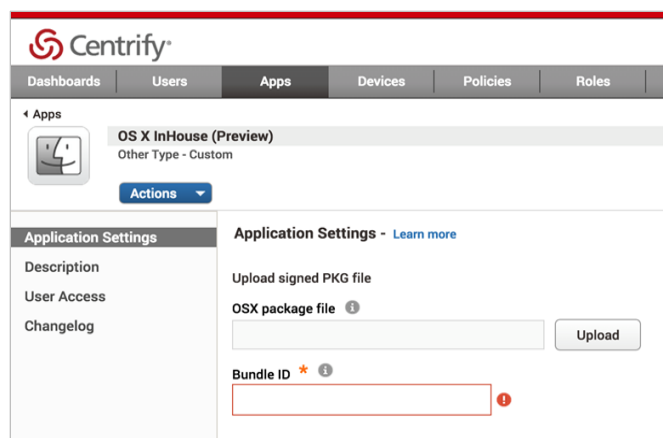 Centrify
Dashboards Users Apps Devices Policies Roles
Apps
OS X InHouse (Preview)
Other Type - Custom
Actions
Application Settings
Description
User Access
Changelog
Application Settings - Learn more
Upload signed PKG file
OSX package file
Upload
Bundle ID *